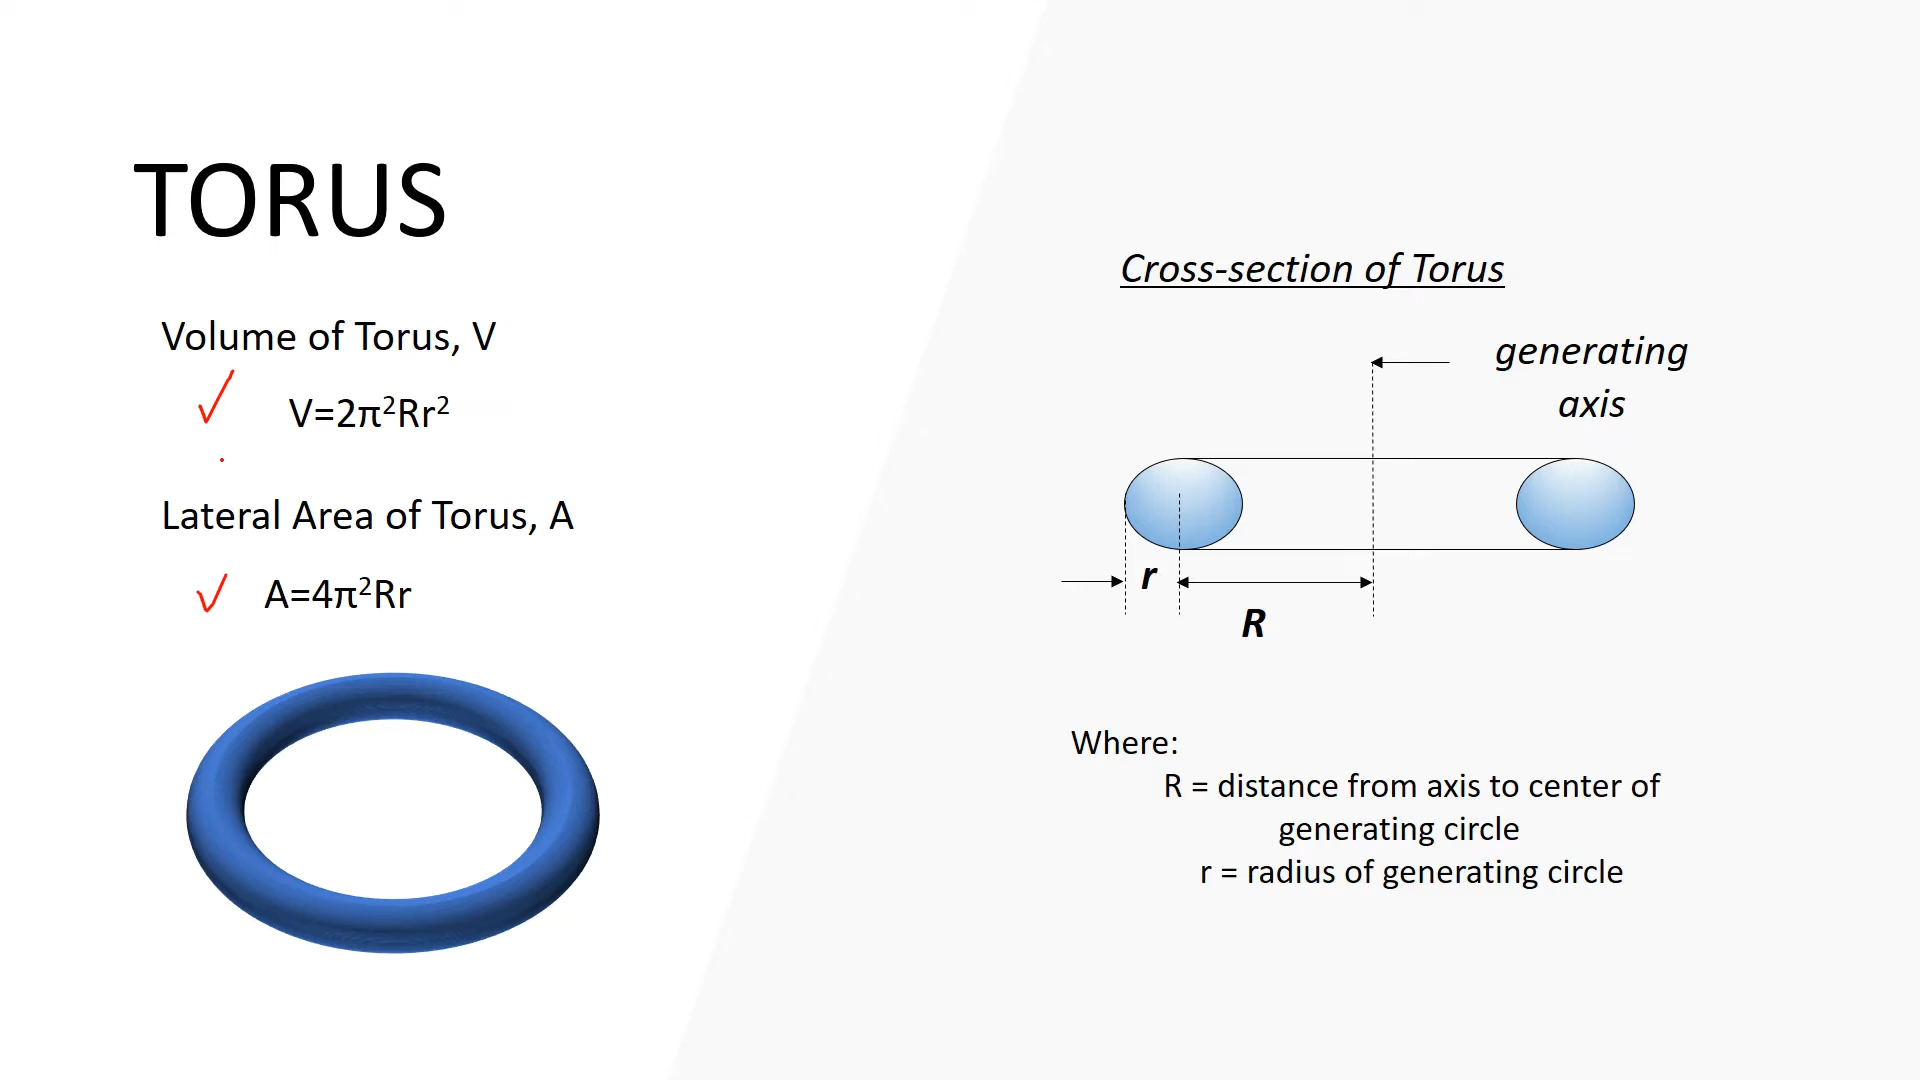 TORUS
Volume of Torus, V
V=2π²Rr²
Lateral Area of Torus, A
A=4π²Rr
Cross-section of Torus
generating
axis
r
R
Where:
R = distance from axis to center of
generating circle
r = radius of generating circle